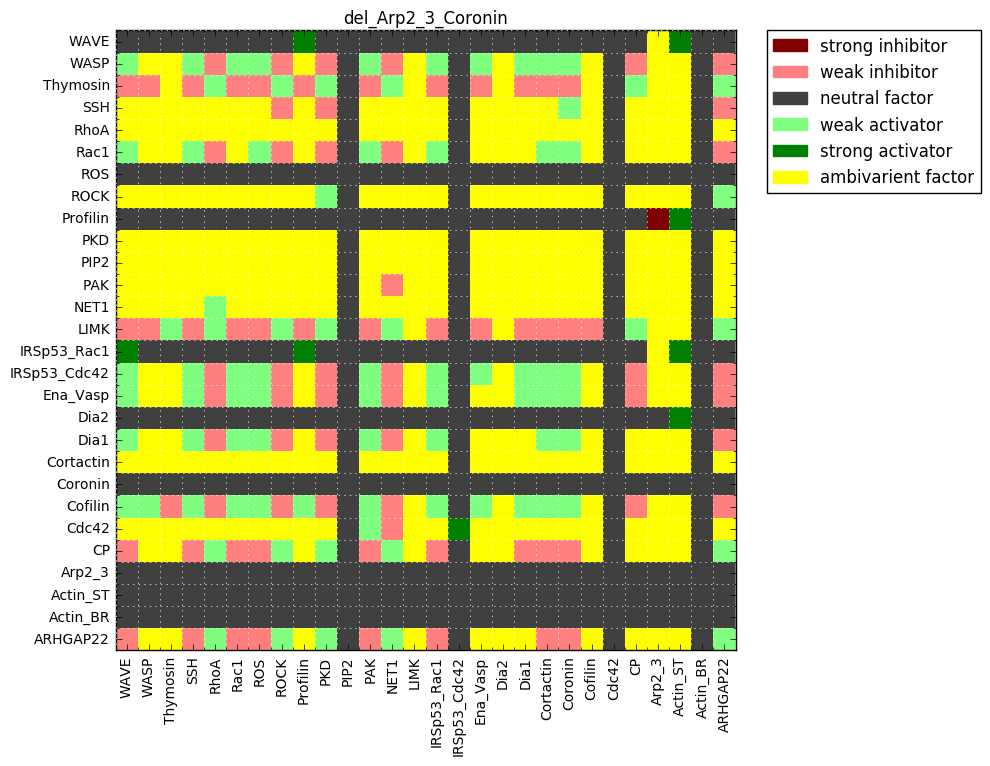 del_Arp2_3_Coronin
WAVE
WASP
Thymosin
SSH
RhoA
Rac1
ROS
ROCK
Profilin
PKD
PIP2
PAK
NET1
LIMK
IRSp53_Rac1
IRSp53_Cdc42
Ena_Vasp
Dia2
Dia1
Cortactin
Coronin
Cofilin
Cdc42
CP
Arp2_3
Actin_ST
Actin_BR
ARHGAP22
WAVE
WASP
Thymosin
SSH
RhoA
Rac1
ROS
ROCK
Profilin
PKD
PIP2
PAK
NET1
LIMK
IRSp53_Rac1
IRSp53_Cdc42
Ena_Vasp
Dia2
Dia1
Cortactin
Coronin
Cofilin
Cdc42
CP
Arp2_3
Actin_ST
Actin_BR
ARHGAP22
strong inhibitor
weak inhibitor
neutral factor
weak activator
strong activator
ambivarient factor